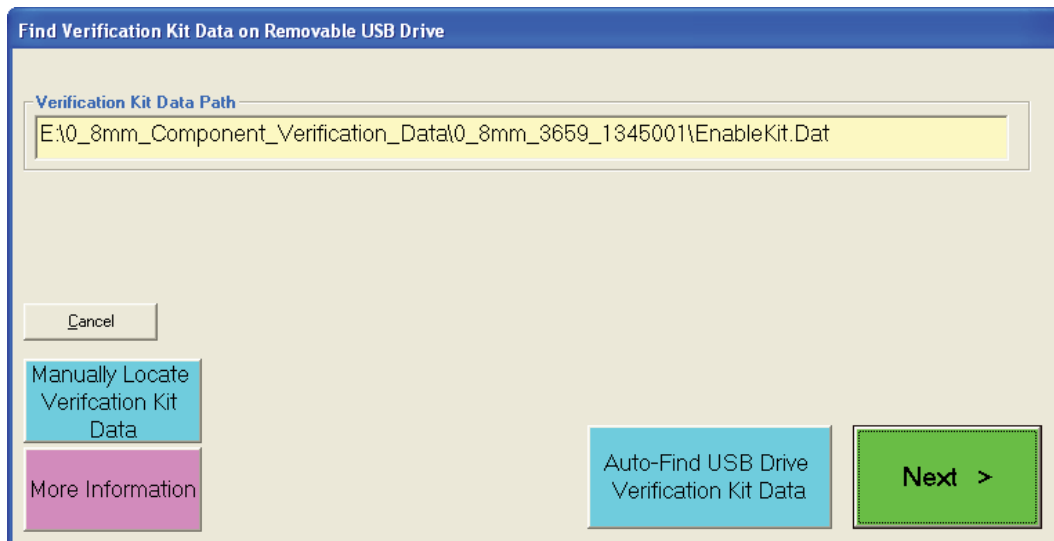 Find Verification Kit Data on Removable USB Drive
Verification Kit Data Path
E:\0_8mm_Component_Verification_Data\0_8mm_3659_1345001\EnableKit.Dat
Cancel
Manually Locate
Verifcation Kit
Data
More Information
Auto-Find USB Drive
Verification Kit Data
Next >